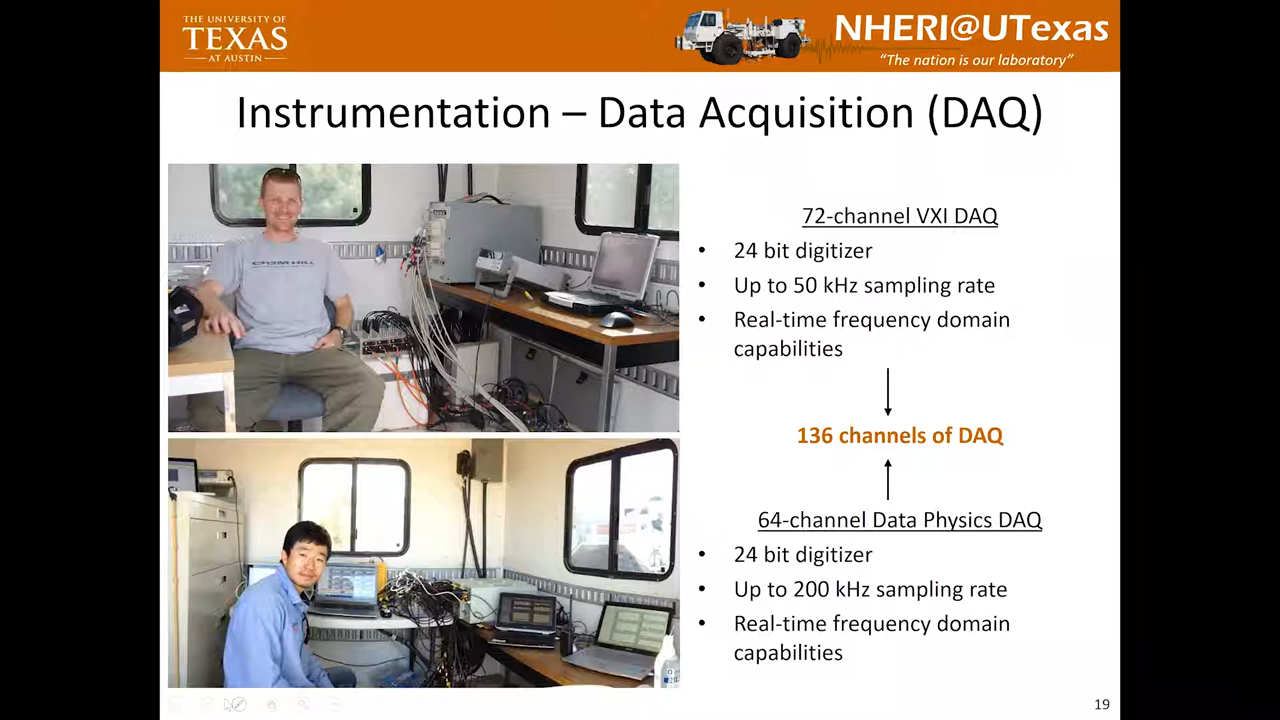 THE UNIVERSITY OF
TEXAS
AT AUSTIN
NHERI@UTexas
“The nation is our laboratory”
Instrumentation – Data Acquisition (DAQ)
72-channel VXI DAQ
• 24 bit digitizer
• Up to 50 kHz sampling rate
• Real-time frequency domain
capabilities
136 channels of DAQ
64-channel Data Physics DAQ
• 24 bit digitizer
• Up to 200 kHz sampling rate
• Real-time frequency domain
capabilities
19